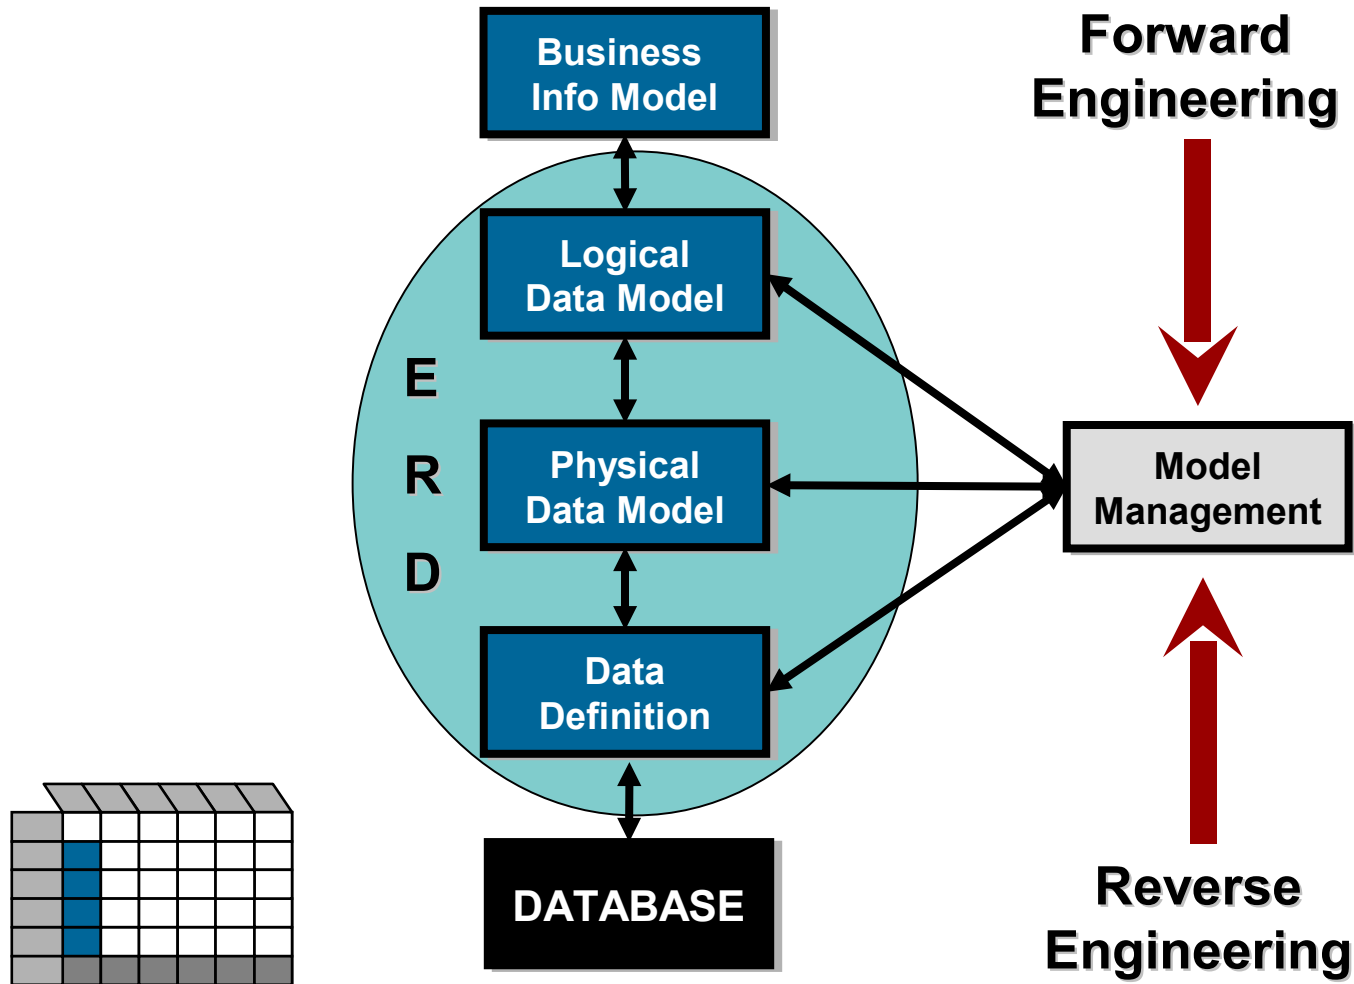 Business
Info Model
Forward
Engineering
Logical
Data Model
E
R
D
Physical
Data Model
Model
Management
Data
Definition
DATABASE
Reverse
Engineering